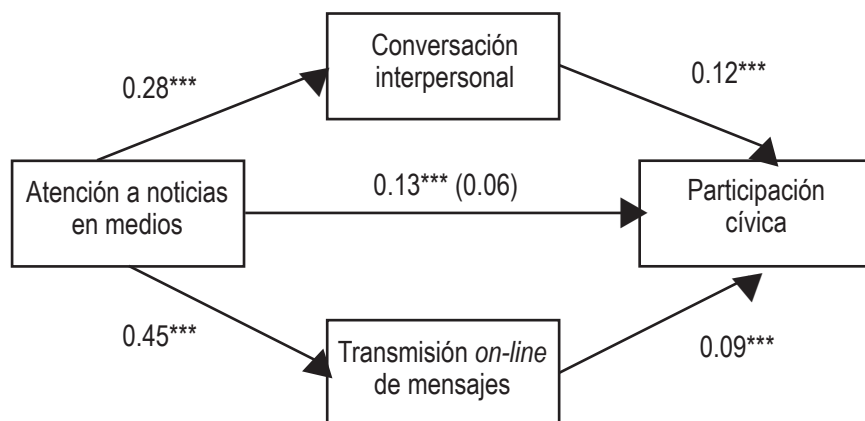 Conversación
interpersonal
0.28***
0.12***
Atención a noticias
en medios
0.13*** (0.06)
Participación
cívica
0.45***
Transmisión on-line
de mensajes
0.09***